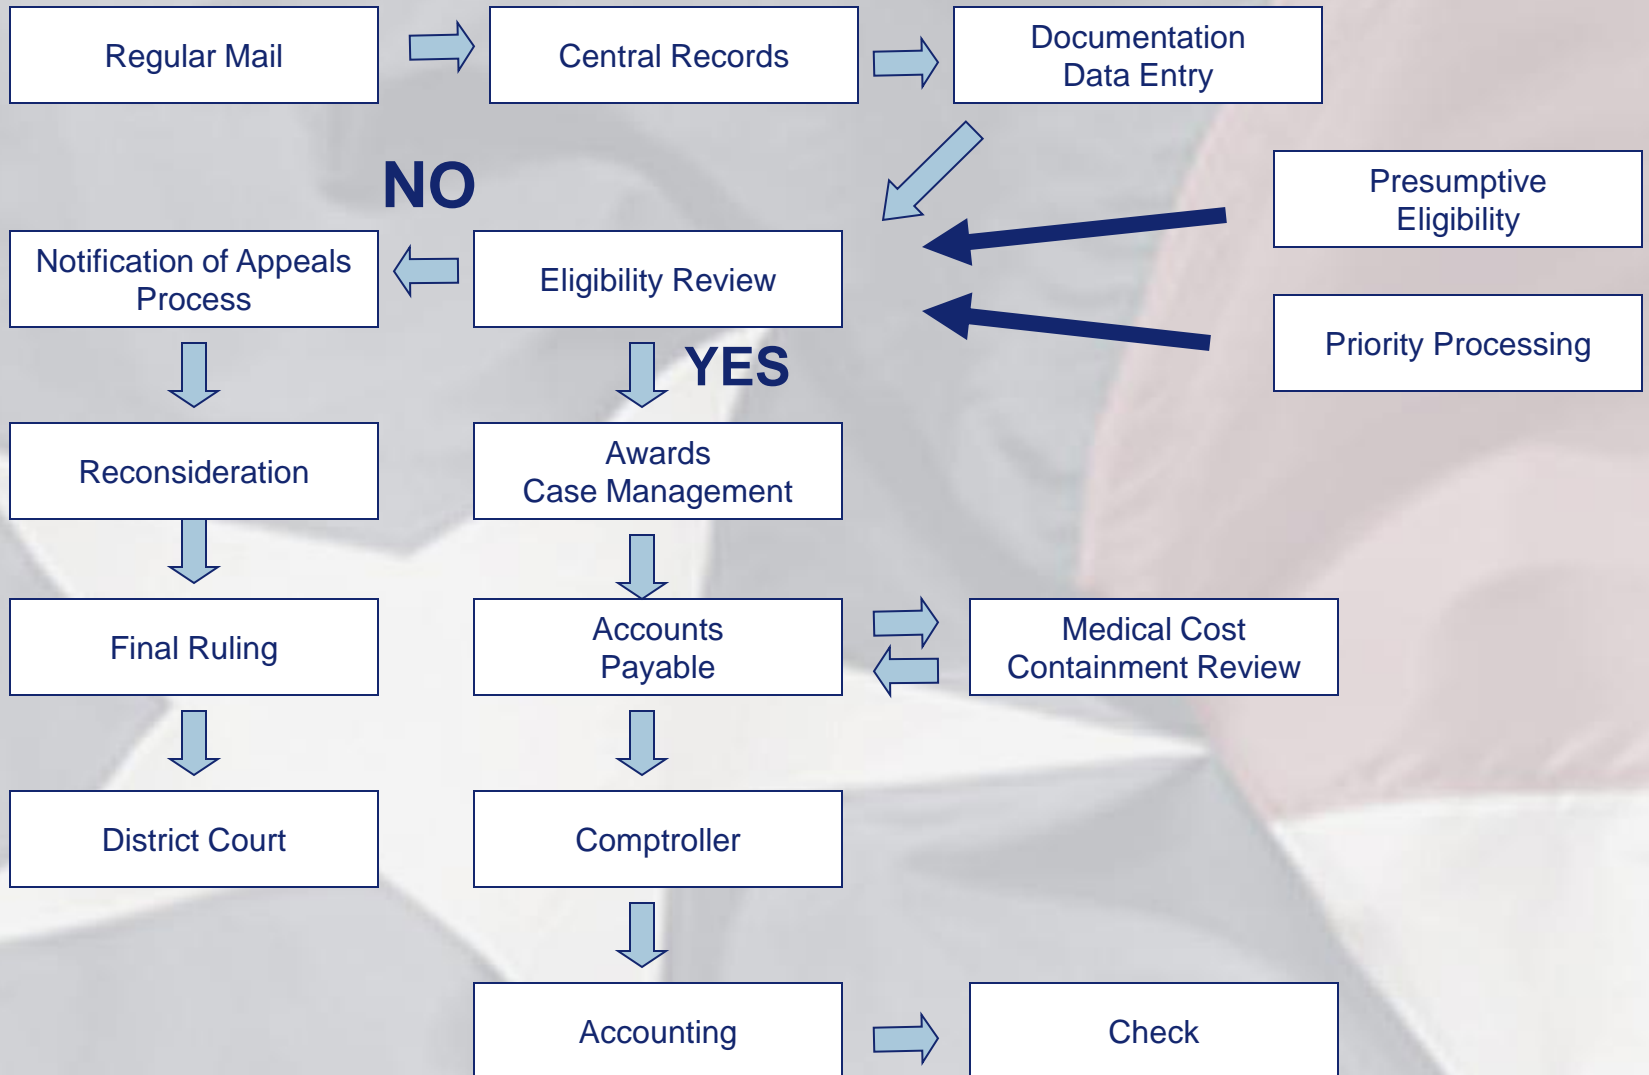 Regular Mail
Central Records
Documentation
Data Entry
NO
Presumptive
Eligibility
Notification of Appeals
Process
Eligibility Review
Priority Processing
YES
Reconsideration
Awards
Case Management
Final Ruling
Accounts
Payable
Medical Cost
Containment Review
District Court
Comptroller
Accounting
Check